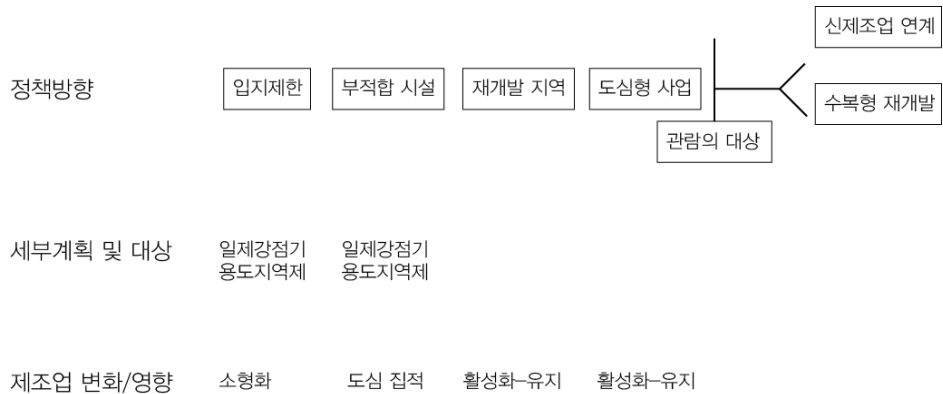 신제조업 연계
정책방향 입지제한 부적합 시설 재개발 지역 도심형 사업
수복형 재개발
관람의 대상
세부계획 및 대상 일제강점기 일제강점기
용도지역제 용도지역제
제조업 변화/영향 소형화 도심 집적 활성화–유지 활성화–유지